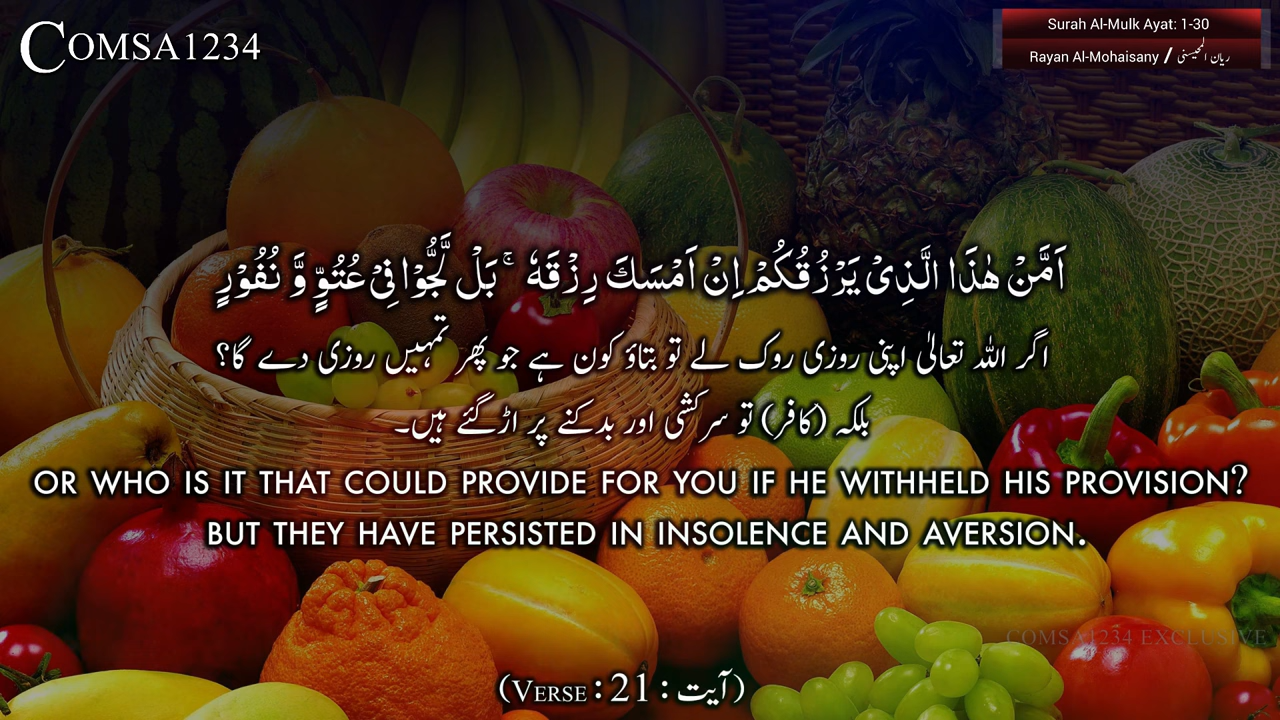 COMSA1234
Surah Al-Mulk Ayat: 1-30
Rayan Al-Mohaisany / ریان المحیسنی
اَمَّنْ هٰذَا الَّذِیْ یَرْزُقُكُمْ اِنْ اَمْسَكَ رِزْقَهٗ ۚ بَلْ لَّجُّوْا فِیْ عُتُوٍّ وَّ نُفُوْرٍ
اگر اللہ تعالیٰ اپنی روزی روک لے تو بتاؤ کون ہے جو پھر تمہیں روزی دے گا؟
بلکہ (کافر) تو سرکشی اور بدکنے پر اڑ گئے ہیں۔
OR WHO IS IT THAT COULD PROVIDE FOR YOU IF HE WITHHELD HIS PROVISION?
BUT THEY HAVE PERSISTED IN INSOLENCE AND AVERSION.
COMSA1234 EXCLUSIVE
(VERSE : 21 : آیت)